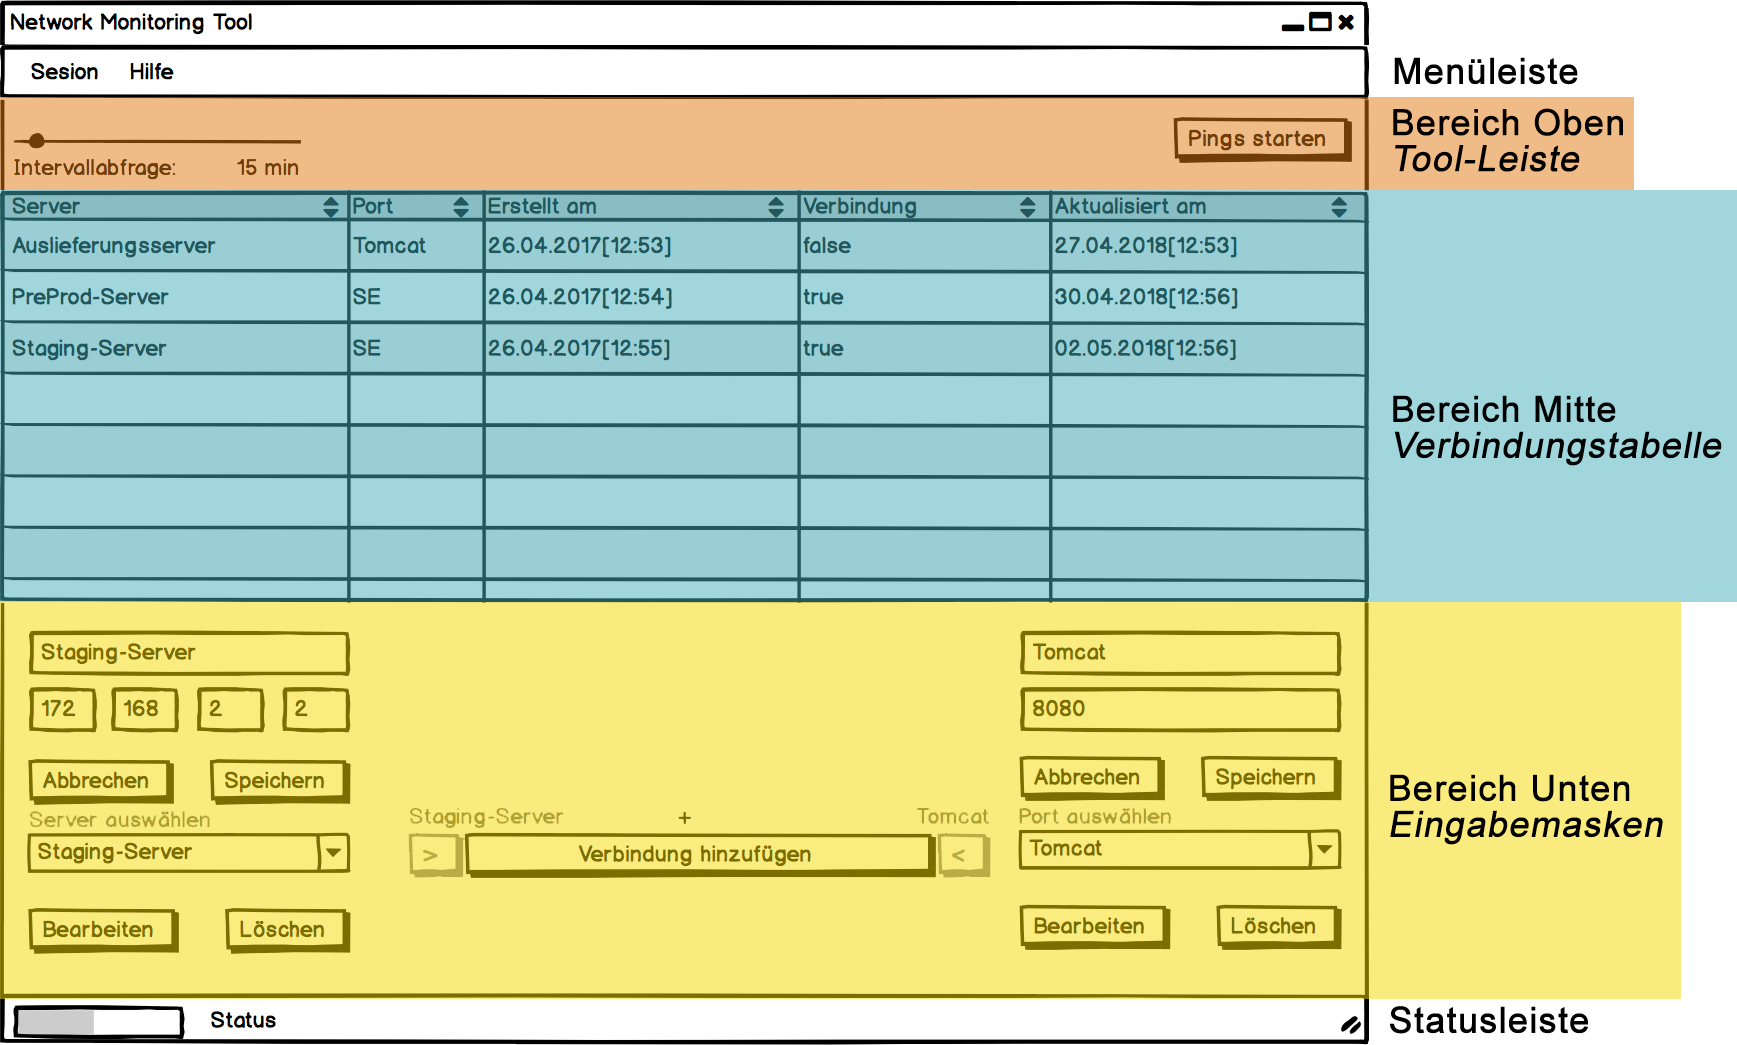 Network Monitoring Tool
Sesion Hilfe
Menüleiste
Intervallabfrage: 15 min
Pings starten
Bereich Oben
Tool-Leiste
Server Port Erstellt am Verbindung Aktualisiert am
Auslieferungsserver Tomcat 26.04.2017[12:53] false 27.04.2018[12:53]
PreProd-Server SE 26.04.2017[12:54] true 30.04.2018[12:56]
Staging-Server SE 26.04.2017[12:55] true 02.05.2018[12:56]
Bereich Mitte
Verbindungstabelle
Staging-Server Tomcat
172 168 2 2 8080
Abbrechen Speichern Abbrechen Speichern
Server auswählen Staging-Server + Tomcat Port auswählen
Staging-Server > Verbindung hinzufügen < Tomcat
Bearbeiten Löschen Bearbeiten Löschen
Bereich Unten
Eingabemasken
Status
Statusleiste